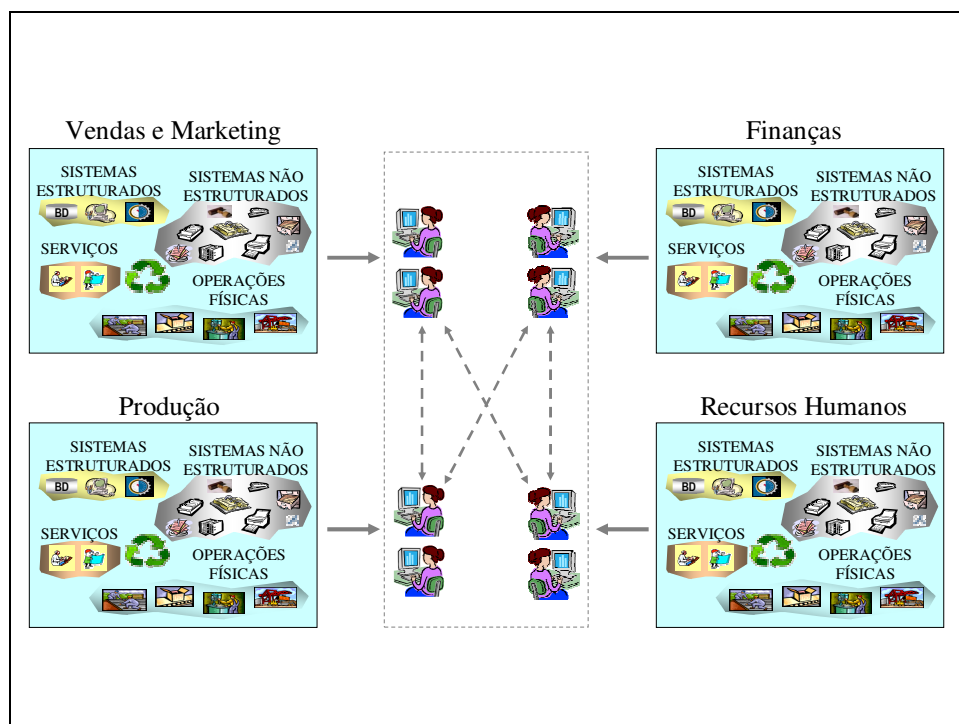 Vendas e Marketing
SISTEMAS
ESTRUTURADOS
SISTEMAS NÃO
ESTRUTURADOS
BD
SERVIÇOS
OPERAÇÕES
FÍSICAS
Finanças
SISTEMAS
ESTRUTURADOS
SISTEMAS NÃO
ESTRUTURADOS
BD
SERVIÇOS
OPERAÇÕES
FÍSICAS
Produção
SISTEMAS
ESTRUTURADOS
SISTEMAS NÃO
ESTRUTURADOS
BD
SERVIÇOS
OPERAÇÕES
FÍSICAS
Recursos Humanos
SISTEMAS
ESTRUTURADOS
SISTEMAS NÃO
ESTRUTURADOS
BD
SERVIÇOS
OPERAÇÕES
FÍSICAS